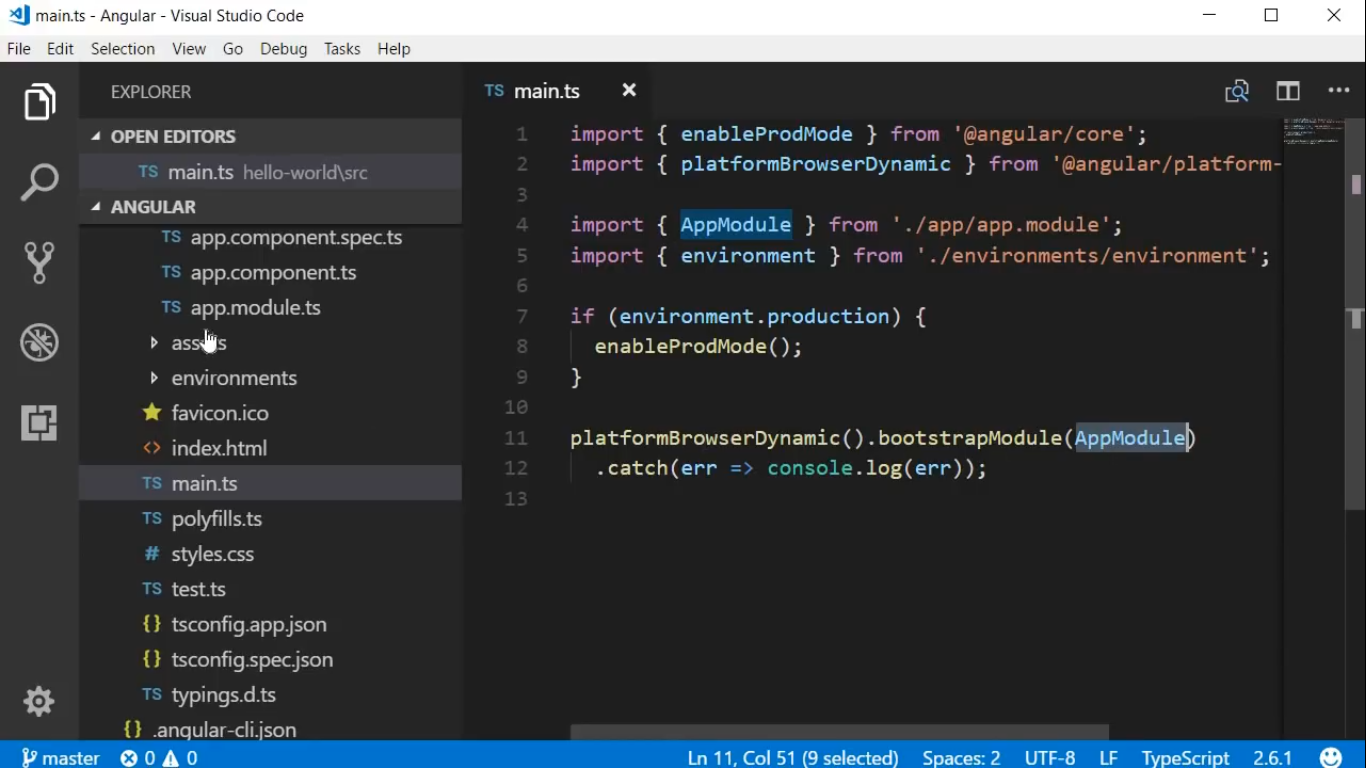 main.ts - Angular - Visual Studio Code
File Edit Selection View Go Debug Tasks Help
EXPLORER
OPEN EDITORS
TS main.ts hello-world\src
ANGULAR
TS app.component.spec.ts
TS app.component.ts
TS app.module.ts
assets
environments
favicon.ico
<> index.html
TS main.ts
TS polyfills.ts
# styles.css
TS test.ts
{} tsconfig.app.json
{} tsconfig.spec.json
TS typings.d.ts
{} .angular-cli.json
TS main.ts
1 import { enableProdMode } from '@angular/core';
2 import { platformBrowserDynamic } from '@angular/platform-
3
4 import { AppModule } from './app/app.module';
5 import { environment } from './environments/environment';
6
7 if (environment.production) {
8 enableProdMode();
9 }
10
11 platformBrowserDynamic().bootstrapModule(AppModule)
12 .catch(err => console.log(err));
13
master 0 0 Ln 11, Col 51 (9 selected) Spaces: 2 UTF-8 LF TypeScript 2.6.1